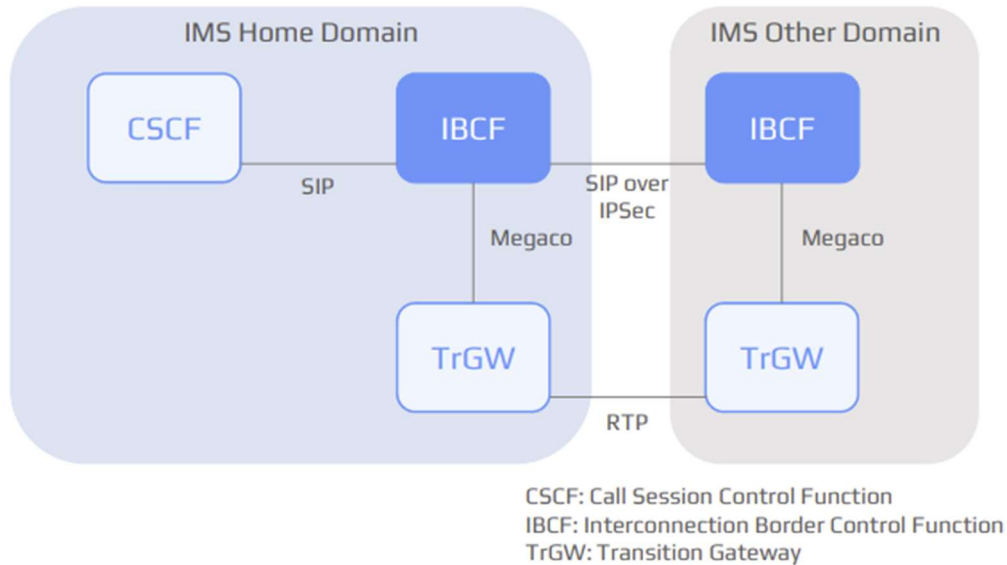 IMS Home Domain
IMS Other Domain
CSCF
IBCF
IBCF
SIP
SIP over
IPSec
Megaco
Megaco
TrGW
TrGW
RTP
CSCF: Call Session Control Function
IBCF: Interconnection Border Control Function
TrGW: Transition Gateway